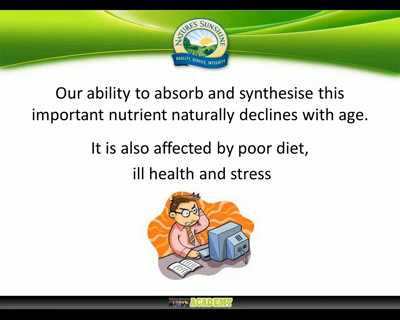 NATURE'S SUNSHINE
QUALITY, SERVICE, INTEGRITY
Our ability to absorb and synthesise this
important nutrient naturally declines with age.
It is also affected by poor diet,
ill health and stress
ACADEMY